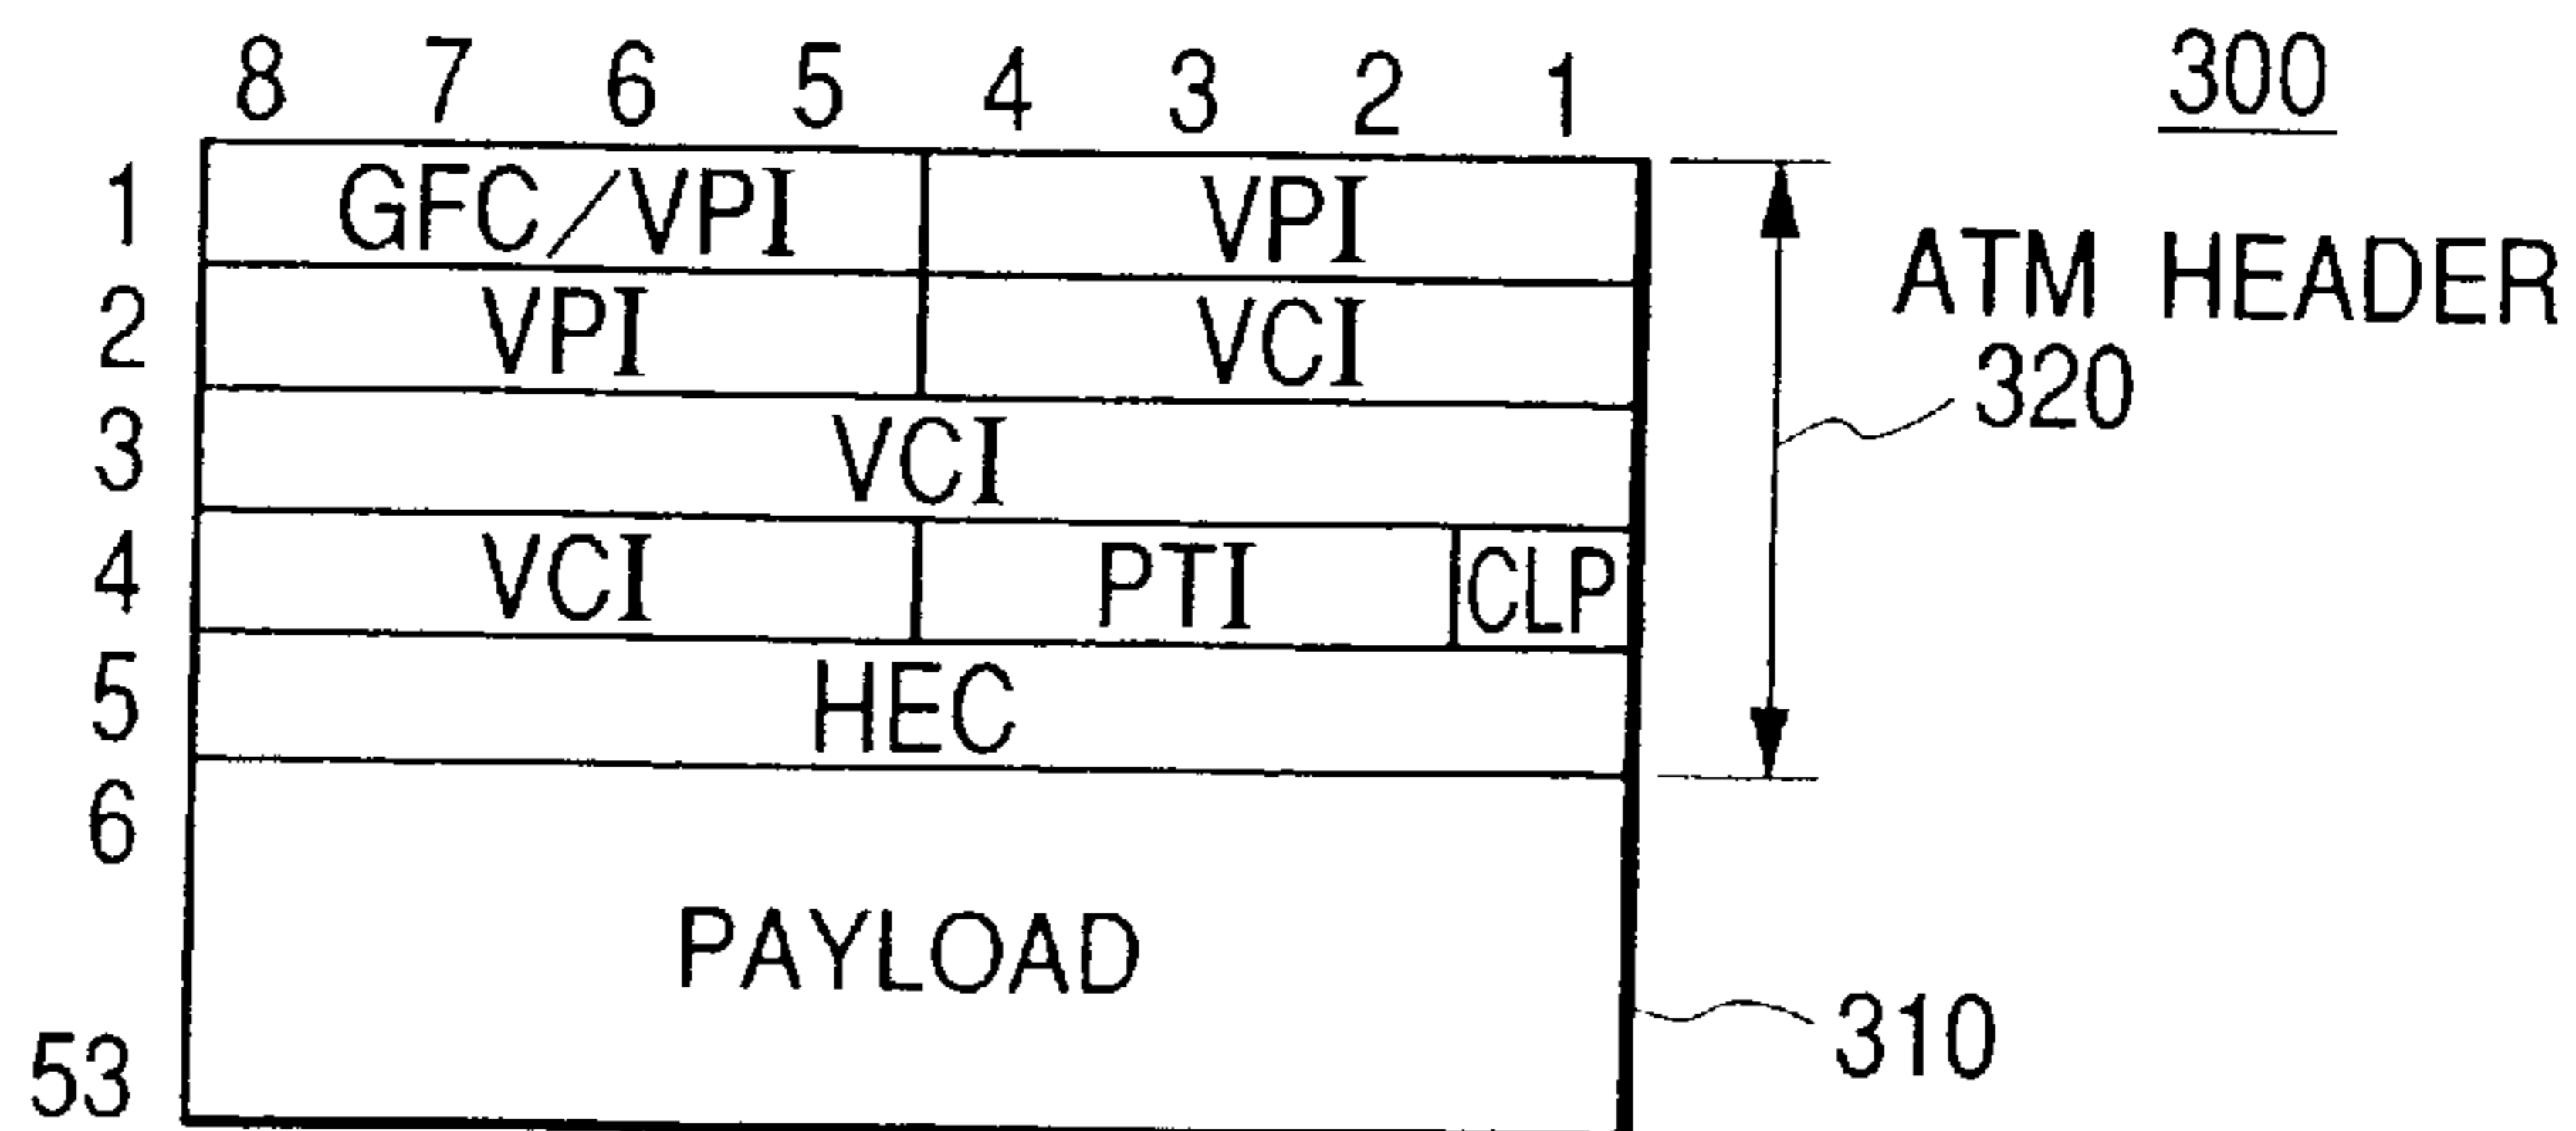 8 7 6 5 4 3 2 1
300
1 GFC/VPI VPI
2 VPI VCI
ATM HEADER
320
3 VCI
4 VCI PTI CLP
5 HEC
6
PAYLOAD
310
53